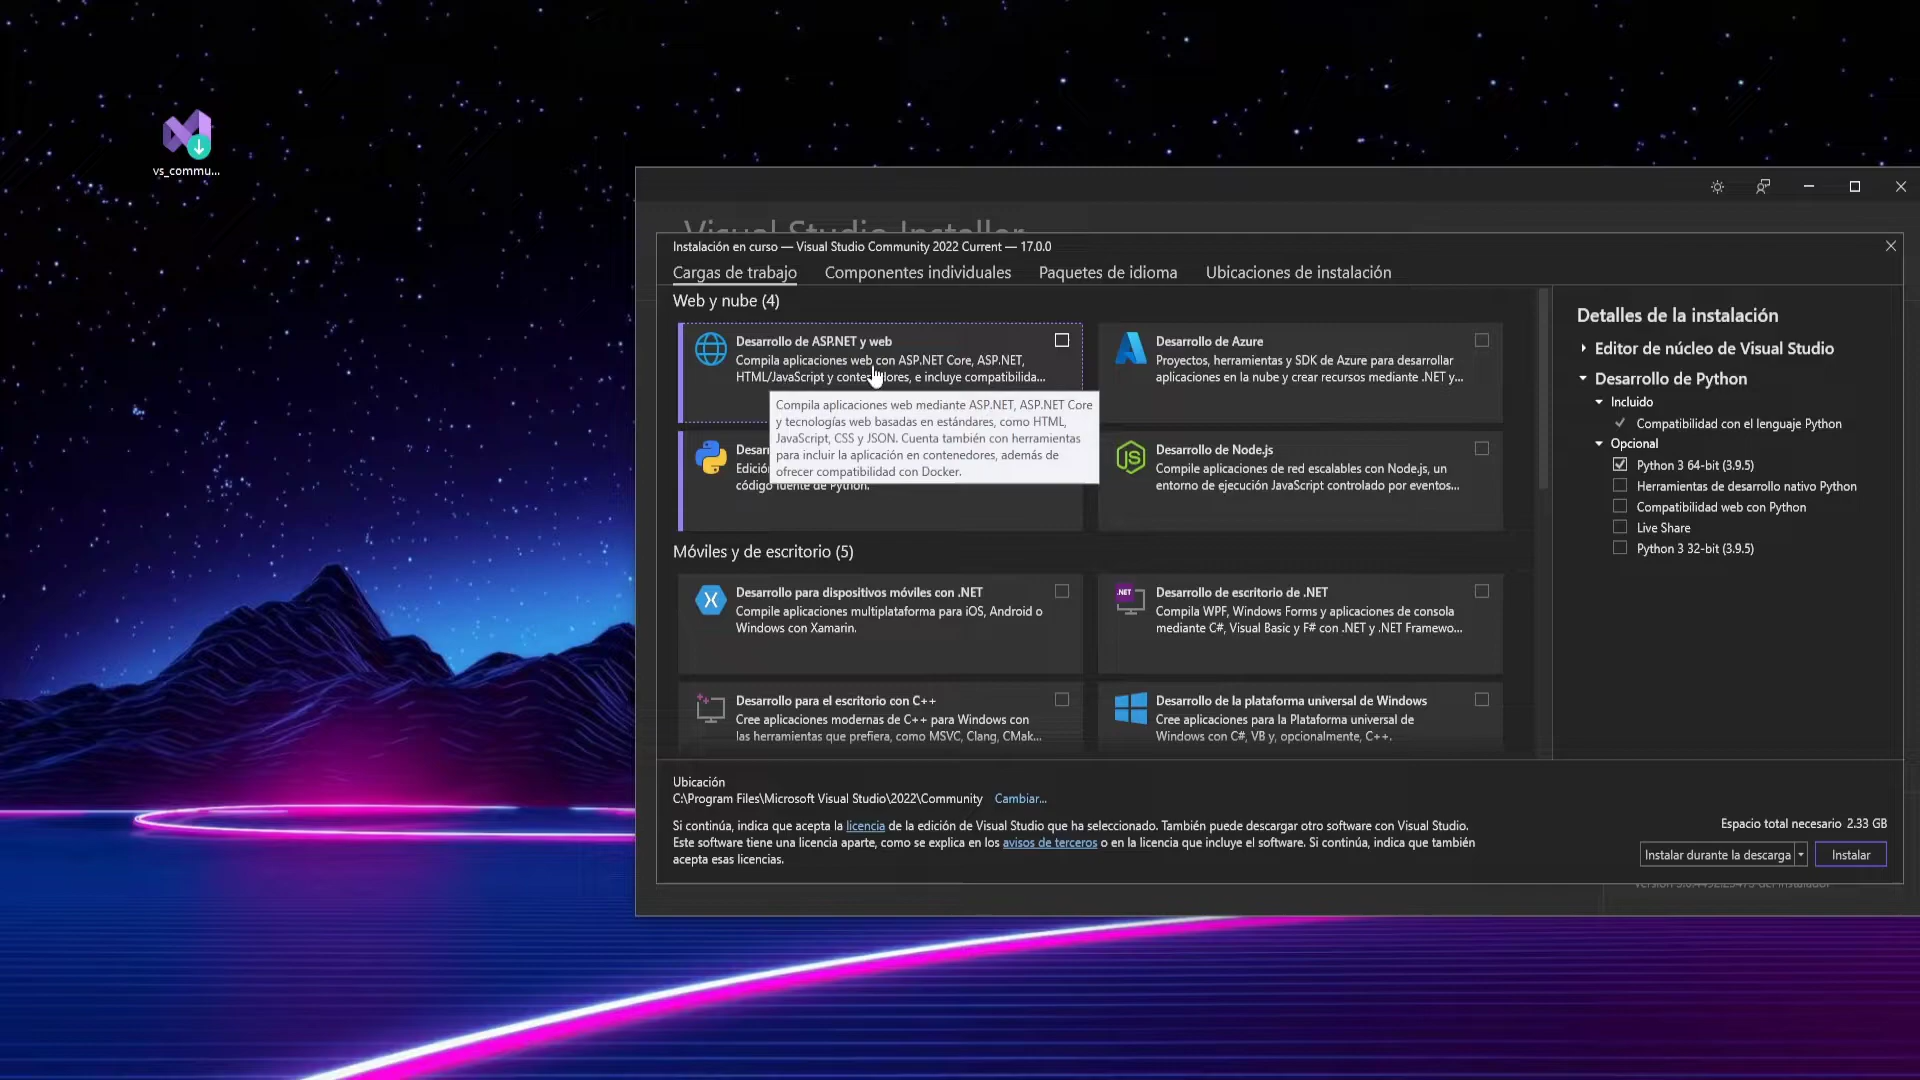 vs_commu...
Visual Studio Installer
Instalación en curso — Visual Studio Community 2022 Current — 17.0.0
Cargas de trabajo
Componentes individuales
Paquetes de idioma
Ubicaciones de instalación
Web y nube (4)
Desarrollo de ASP.NET y web
Compila aplicaciones web con ASP.NET Core, ASP.NET,
HTML/JavaScript y contenedores, e incluye compatibilida...
Desarrollo de Azure
Proyectos, herramientas y SDK de Azure para desarrollar
aplicaciones en la nube y crear recursos mediante .NET y...
Compila aplicaciones web mediante ASP.NET, ASP.NET Core
y tecnologías web basadas en estándares, como HTML,
JavaScript, CSS y JSON. Cuenta también con herramientas
para incluir la aplicación en contenedores, además de
ofrecer compatibilidad con Docker.
código fuente de Python.
Desarrollo de Node.js
Compile aplicaciones de red escalables con Node.js, un
entorno de ejecución JavaScript controlado por eventos...
Móviles y de escritorio (5)
Desarrollo para dispositivos móviles con .NET
Compile aplicaciones multiplataforma para iOS, Android o
Windows con Xamarin.
Desarrollo de escritorio de .NET
Compila WPF, Windows Forms y aplicaciones de consola
mediante C#, Visual Basic y F# con .NET y .NET Framewo...
Desarrollo para el escritorio con C++
Cree aplicaciones modernas de C++ para Windows con
las herramientas que prefiera, como MSVC, Clang, CMak...
Desarrollo de la plataforma universal de Windows
Cree aplicaciones para la Plataforma universal de
Windows con C#, VB y, opcionalmente, C++.
Detalles de la instalación
Editor de núcleo de Visual Studio
Desarrollo de Python
Incluido
Compatibilidad con el lenguaje Python
Opcional
Python 3 64-bit (3.9.5)
Herramientas de desarrollo nativo Python
Compatibilidad web con Python
Live Share
Python 3 32-bit (3.9.5)
Ubicación
C:\Program Files\Microsoft Visual Studio\2022\Community Cambiar...
Si continúa, indica que acepta la licencia de la edición de Visual Studio que ha seleccionado. También puede descargar otro software con Visual Studio.
Este software tiene una licencia aparte, como se explica en los avisos de terceros o en la licencia que incluye el software. Si continúa, indica que también
acepta esas licencias.
Espacio total necesario 2.33 GB
Instalar durante la descarga
Instalar